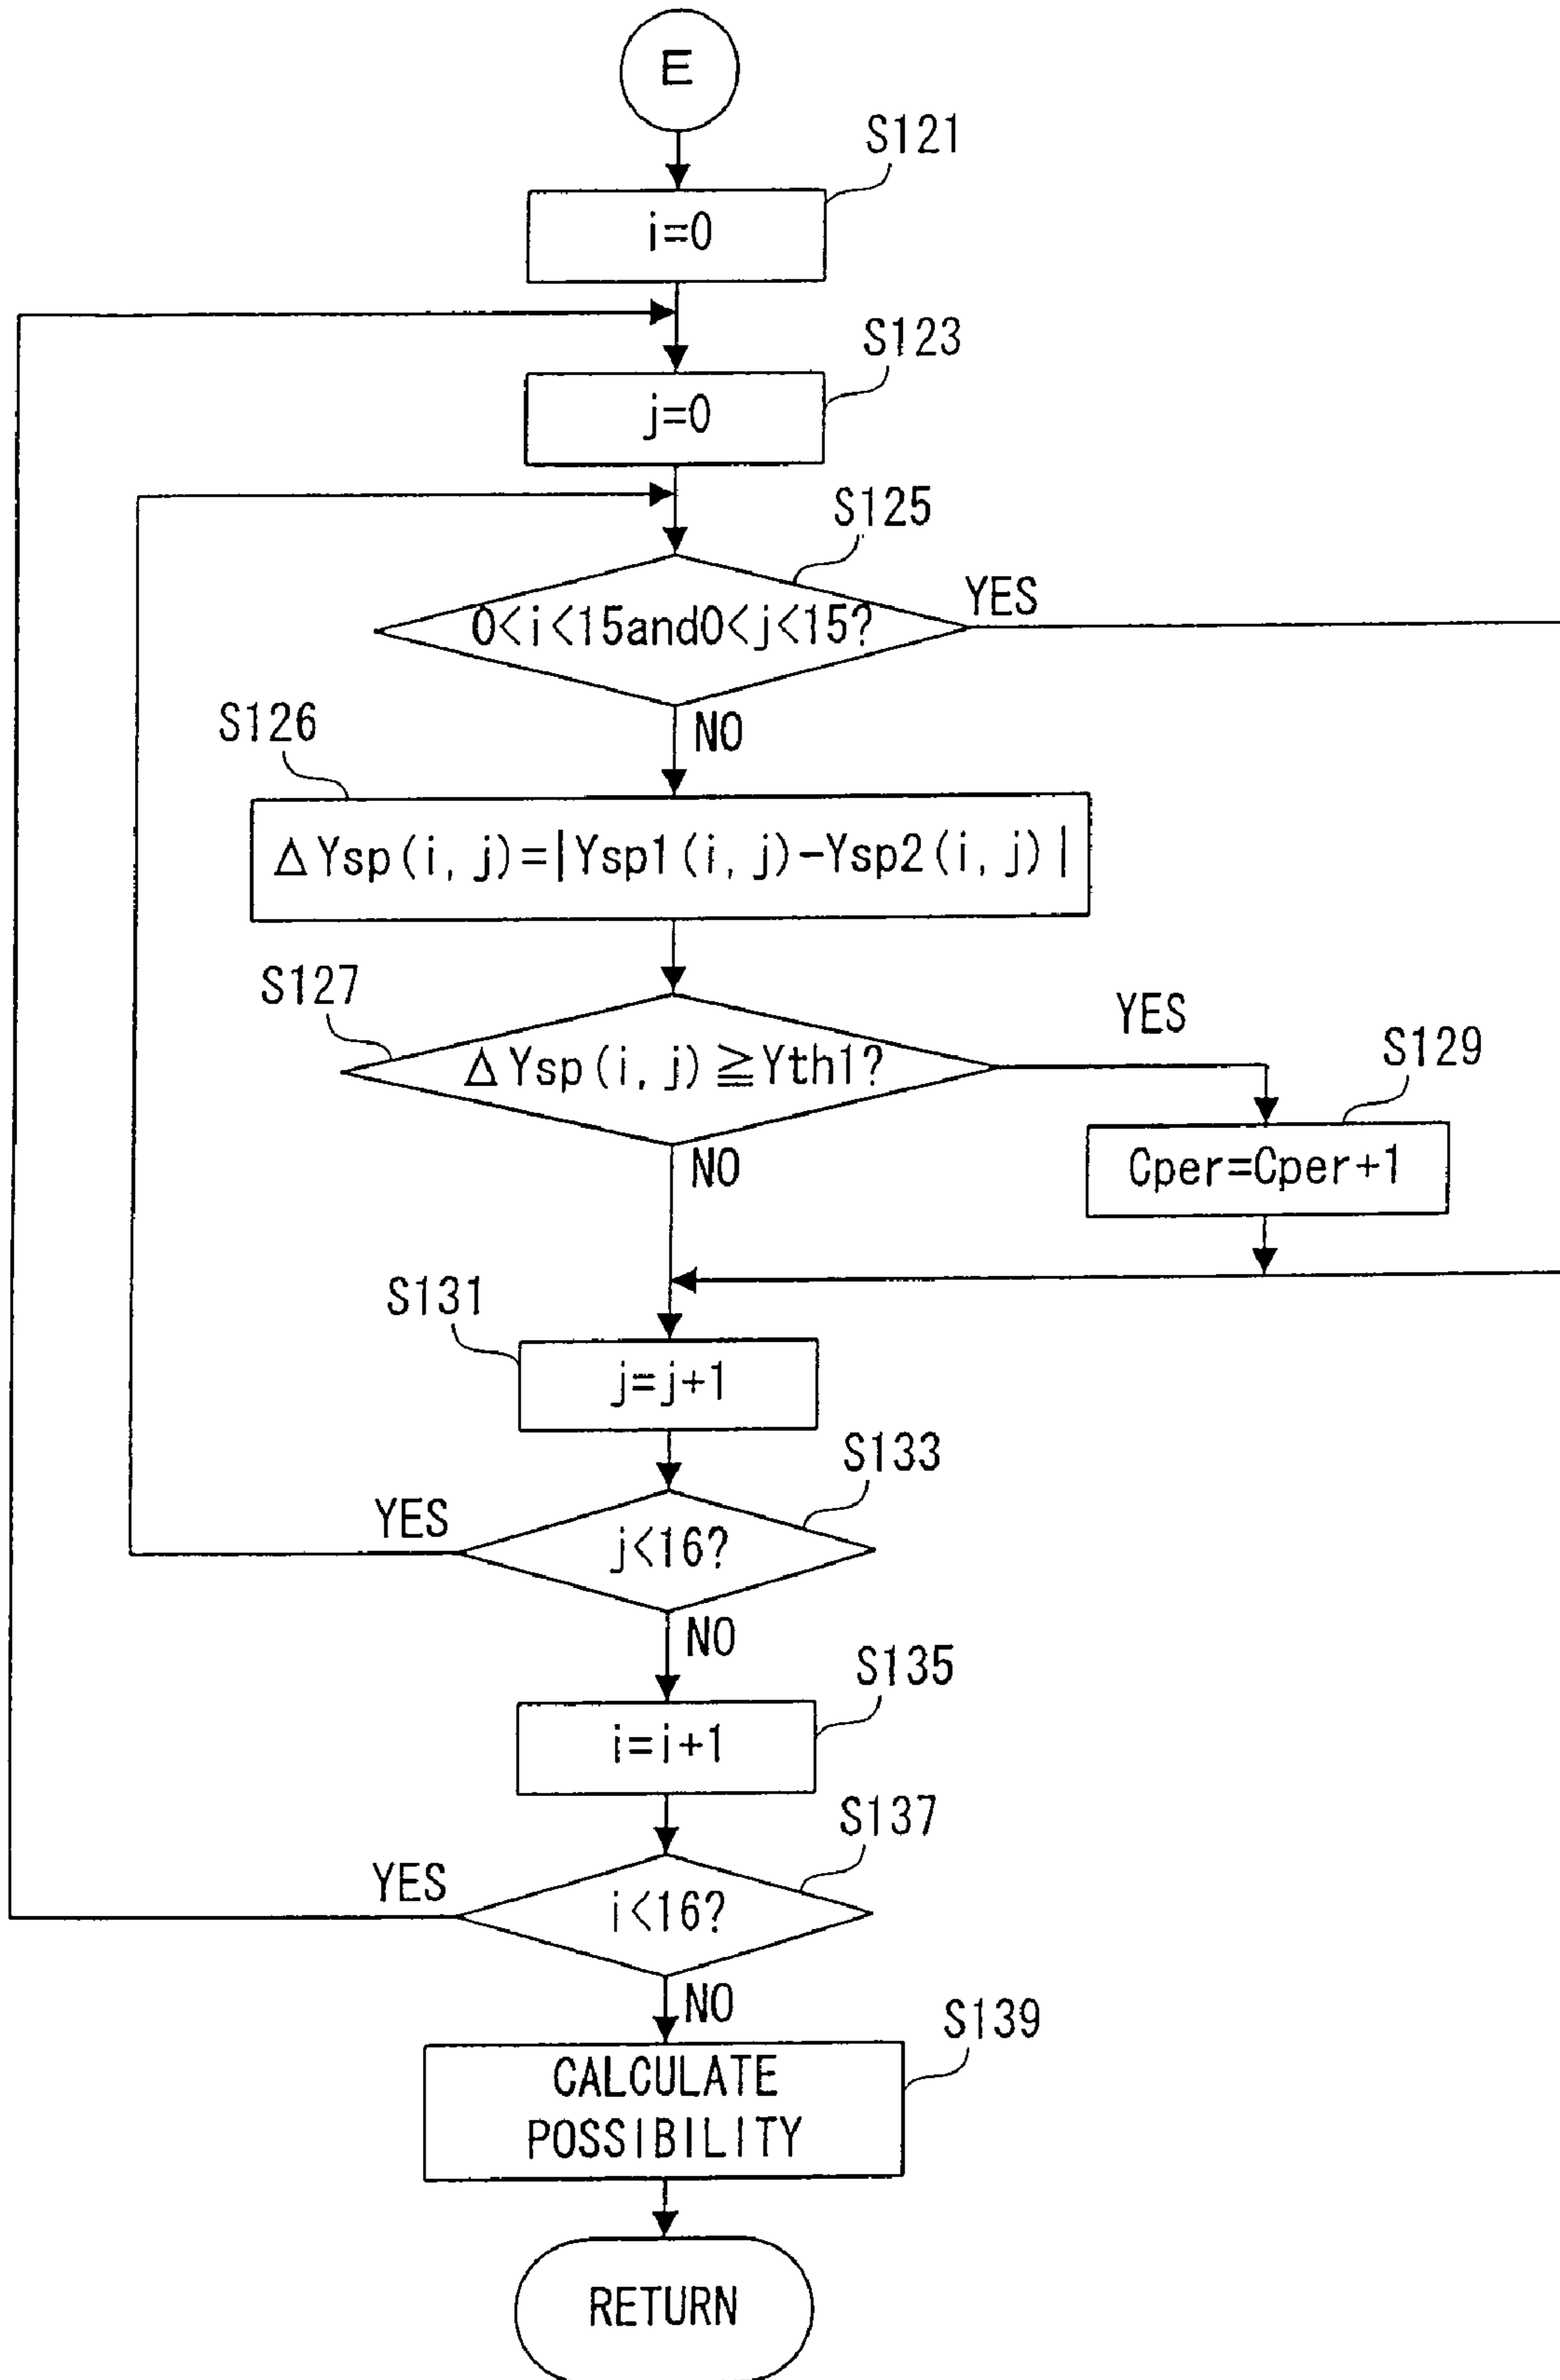 E
S121
i=0
S123
j=0
S125
0<i<15and0<j<15?
YES
NO
S126
ΔYsp(i, j)=|Ysp1(i, j)-Ysp2(i, j)|
S127
ΔYsp(i, j)≧Yth1?
YES
S129
Cper=Cper+1
NO
S131
j=j+1
S133
j<16?
YES
NO
S135
i=i+1
S137
i<16?
YES
NO
S139
CALCULATE
POSSIBILITY
RETURN